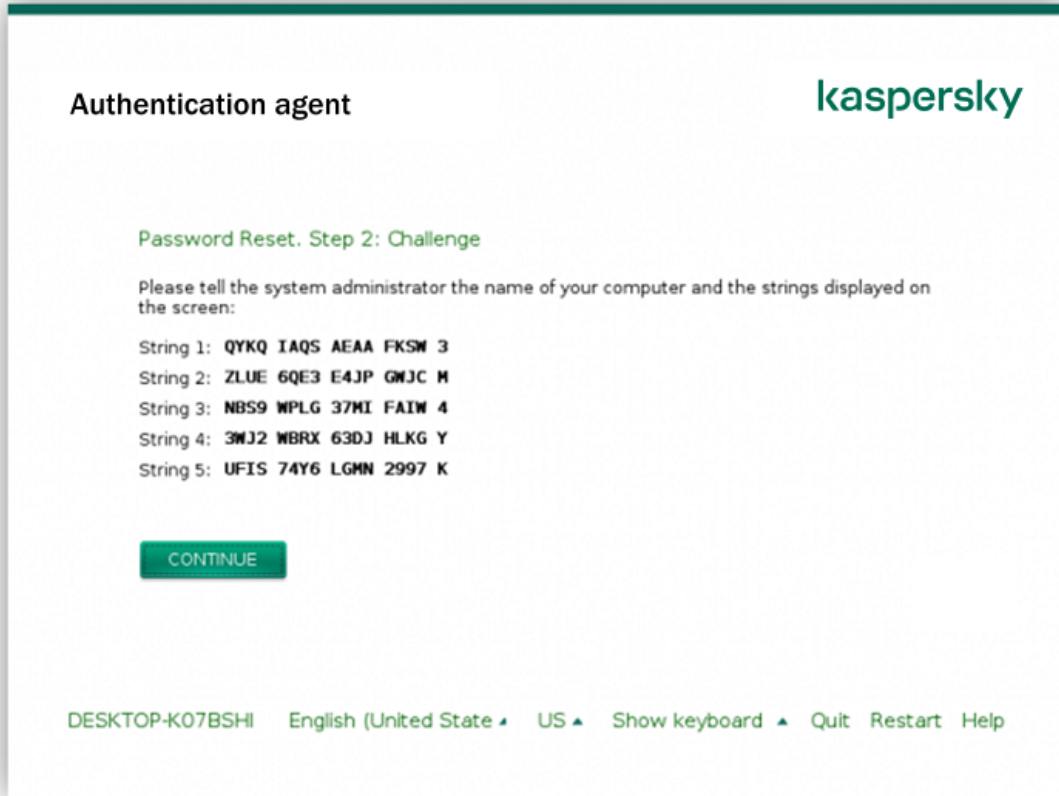 Authentication agent
kaspersky
Password Reset. Step 2: Challenge
Please tell the system administrator the name of your computer and the strings displayed on
the screen:
String 1: QYKQ IAQS AEAA FKSW 3
String 2: ZLUE 6QE3 E4JP GWJC M
String 3: NBS9 WPLG 37MI FAIW 4
String 4: 3WJ2 WBRX 63DJ HLKG Y
String 5: UFIS 74Y6 LGMN 2997 K
CONTINUE
DESKTOP-K07BSHI English (United State US Show keyboard Quit Restart Help